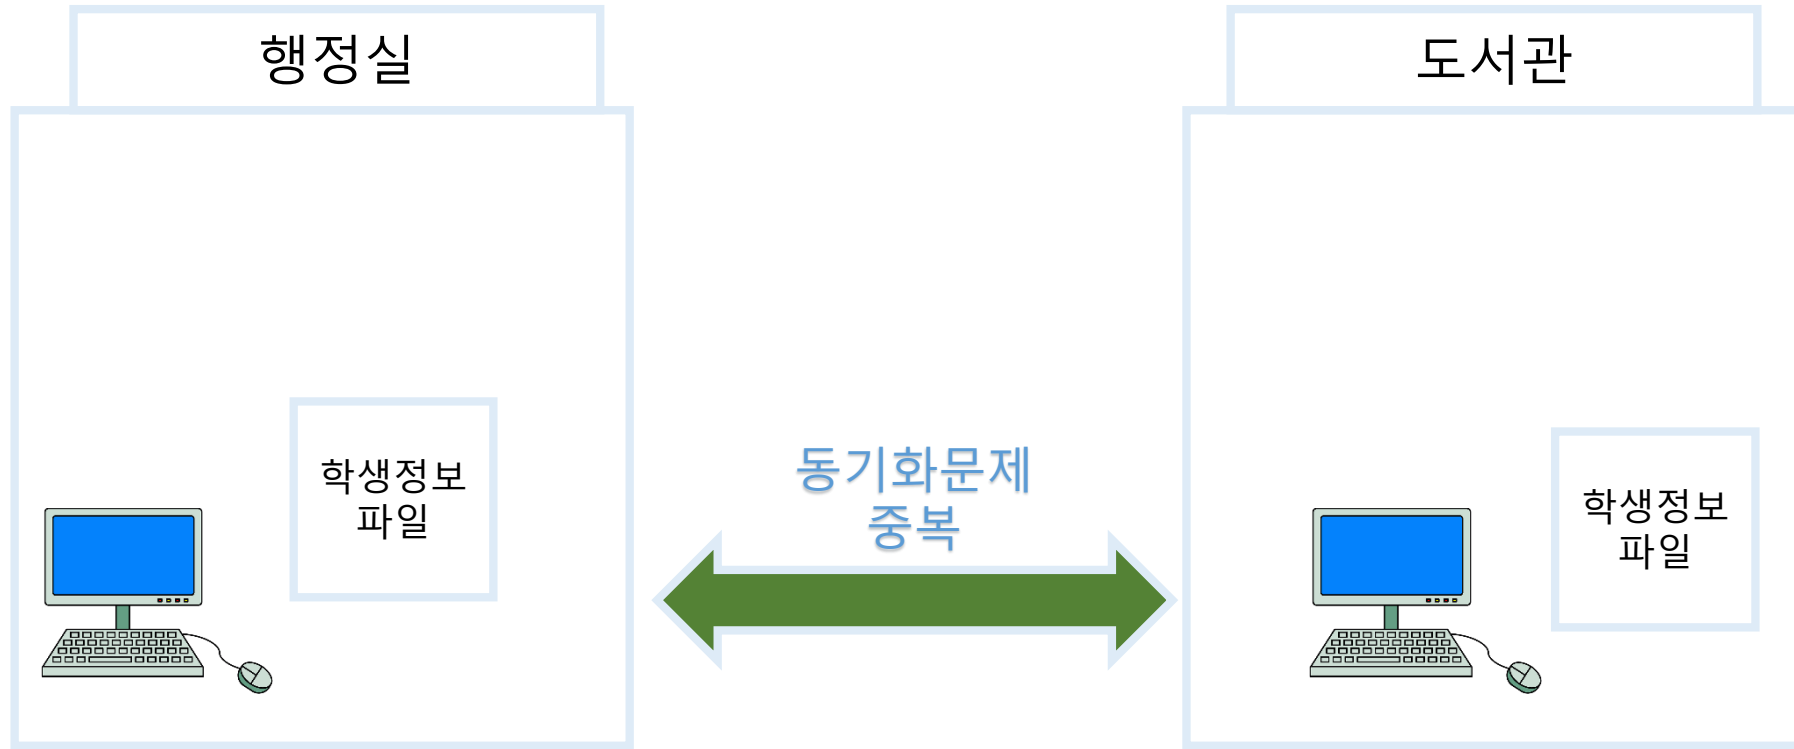 행정실
도서관
학생정보
파일
동기화문제
중복
학생정보
파일